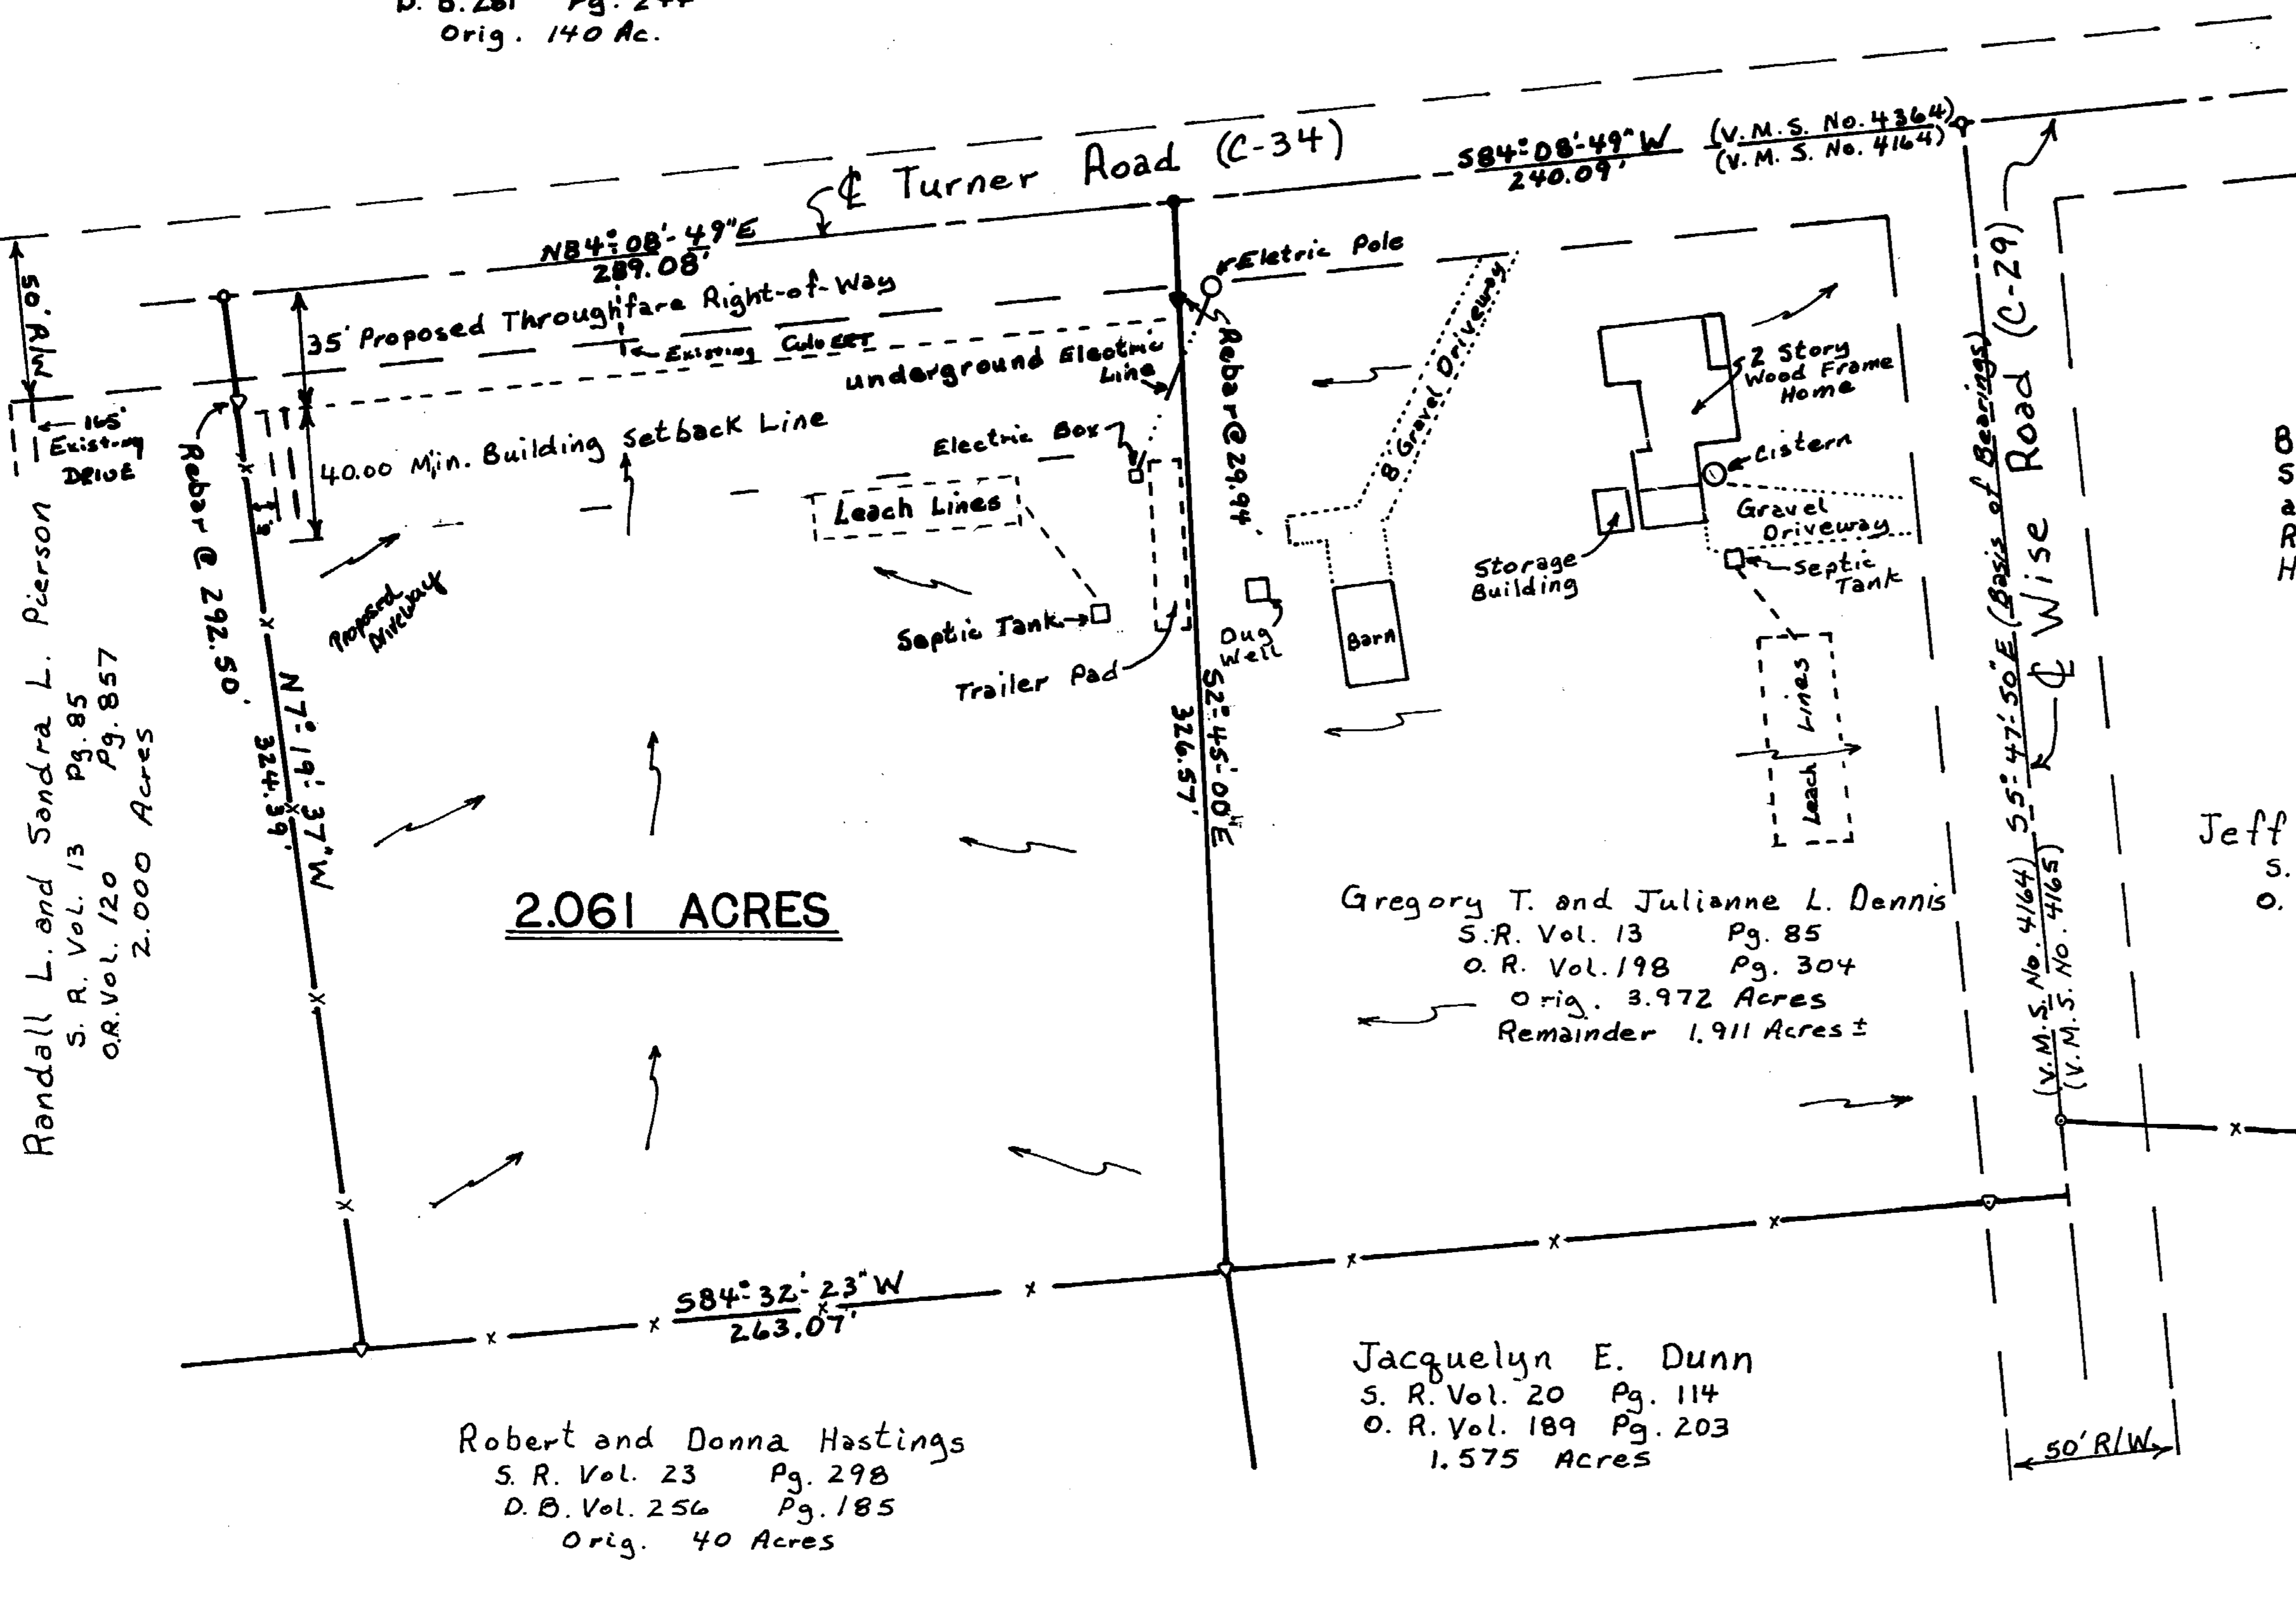 D. B. 281 Pg. 244
Orig. 140 Ac.
50' R/W
℄ Turner Road (C-34)
S84°-08'-49" W
240.09'
(V. M. S. No. 4364)
(V. M. S. No. 4164)
N84°-08'-49" E
289.08'
35' Proposed Throughfare Right-of-Way
Existing CulvERT
underground Electric
Line
Eletric Pole
Rebar @ 29.94'
165'
Existing
DRIVE
Rebar @ 292.50'
40.00 Min. Building Setback Line
Proposed
Driveway
Electric Box
Leach Lines
Septic Tank
Trailer Pad
Dug
Well
8' Gravel Driveway
Barn
2 Story
Wood Frame
Home
Cistern
Gravel
Driveway
Storage
Building
Septic
Tank
Leach Lines
℄ Wise Road (C-29)
S5°-47'-50" E (Basis of Bearings)
(V. M. S. No. 4164)
(V. M. S. No. 4165)
N7°-19'-37" W
324.39'
S2°-45'-00" E
326.57'
Randall L. and Sandra L. Pierson
S. R. Vol. 13 Pg. 85
O.R. Vol. 120 Pg. 857
2.000 Acres
2.061 ACRES
Gregory T. and Julianne L. Dennis
S.R. Vol. 13 Pg. 85
O. R. Vol. 198 Pg. 304
Orig. 3.972 Acres
Remainder 1.911 Acres ±
B
S
a
R
H
Jeff
S.
O.
S84°-32'-23" W
263.07'
Robert and Donna Hastings
S. R. Vol. 23 Pg. 298
D. B. Vol. 256 Pg. 185
Orig. 40 Acres
Jacquelyn E. Dunn
S. R. Vol. 20 Pg. 114
O. R. Vol. 189 Pg. 203
1.575 Acres
50' R/W